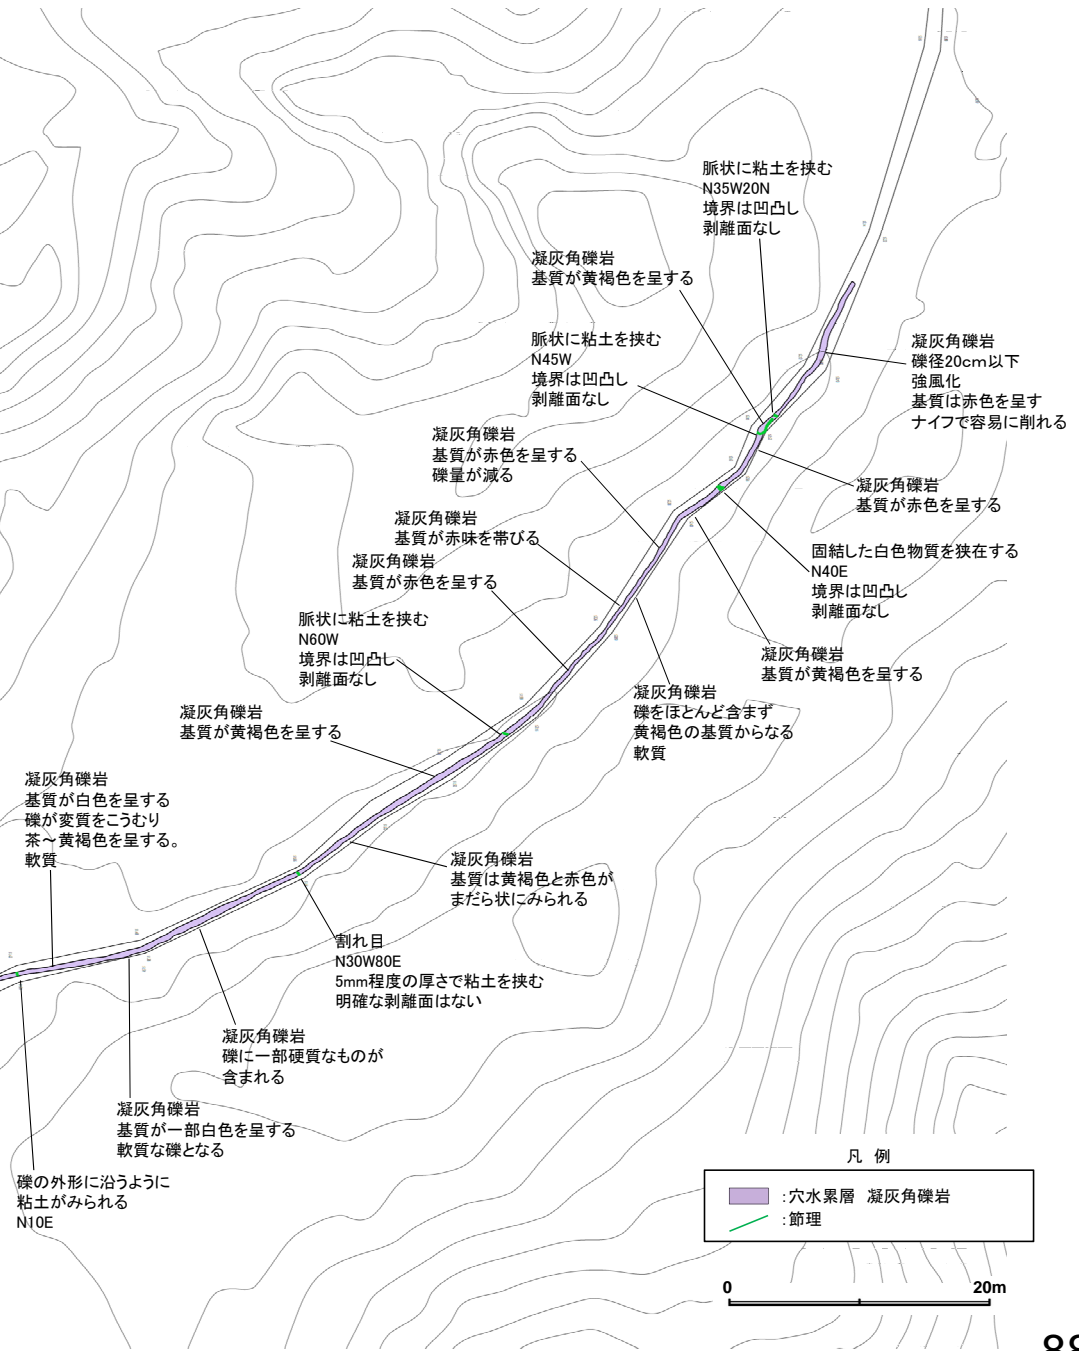 脈状に粘土を挟む
N35W20N
境界は凹凸し
剥離面なし
凝灰角礫岩
基質が黄褐色を呈する
脈状に粘土を挟む
N45W
境界は凹凸し
剥離面なし
凝灰角礫岩
礫径20cm以下
強風化
基質は赤色を呈す
ナイフで容易に削れる
凝灰角礫岩
基質が赤色を呈する
礫量が減る
凝灰角礫岩
基質が赤色を呈する
凝灰角礫岩
基質が赤味を帯びる
固結した白色物質を狭在する
N40E
境界は凹凸し
剥離面なし
凝灰角礫岩
基質が赤色を呈する
脈状に粘土を挟む
N60W
境界は凹凸し
剥離面なし
凝灰角礫岩
基質が黄褐色を呈する
凝灰角礫岩
礫をほとんど含まず
黄褐色の基質からなる
軟質
凝灰角礫岩
基質が黄褐色を呈する
凝灰角礫岩
基質が白色を呈する
礫が変質をこうむり
茶～黄褐色を呈する。
軟質
凝灰角礫岩
基質は黄褐色と赤色が
まだら状にみられる
割れ目
N30W80E
5mm程度の厚さで粘土を挟む
明確な剥離面はない
凝灰角礫岩
礫に一部硬質なものが
含まれる
凝灰角礫岩
基質が一部白色を呈する
軟質な礫となる
礫の外形に沿うように
粘土がみられる
N10E
凡 例
:穴水累層 凝灰角礫岩
:節理
0 20m